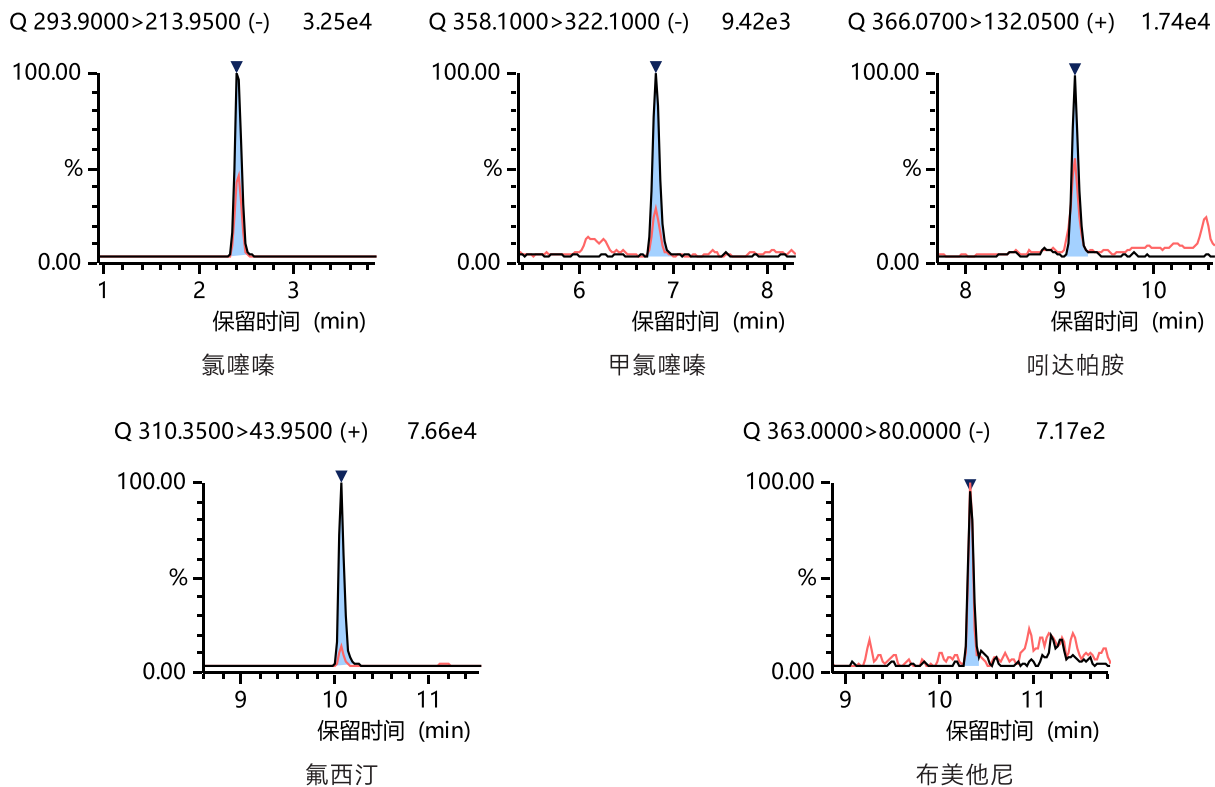 Q 293.9000>213.9500 (-) 3.25e4
100.00
%
0.00
1 2 3
保留时间 (min)
氯噻嗪
Q 358.1000>322.1000 (-) 9.42e3
100.00
%
0.00
6 7 8
保留时间 (min)
甲氯噻嗪
Q 366.0700>132.0500 (+) 1.74e4
100.00
%
0.00
8 9 10
保留时间 (min)
吲达帕胺
Q 310.3500>43.9500 (+) 7.66e4
100.00
%
0.00
9 10 11
保留时间 (min)
氟西汀
Q 363.0000>80.0000 (-) 7.17e2
100.00
%
0.00
9 10 11
保留时间 (min)
布美他尼